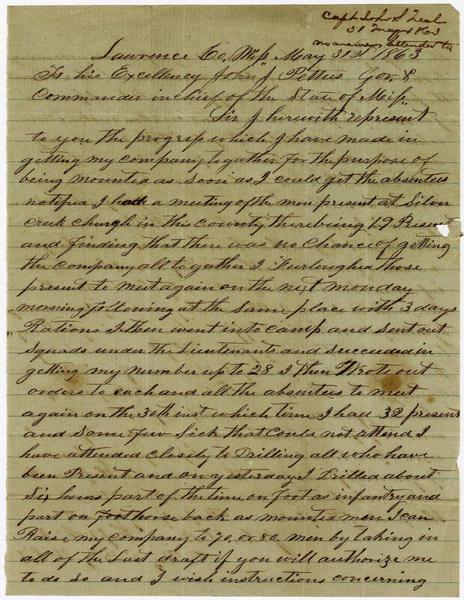 Capt John S Neal
31 May 1863
no answer attended to
Lawrence Co, Miss May 31st 1863
To his Excellency John J Pettus Gov &
Commander in chief of the State of Miss.
Sir I herewith represent
to you the progress which I have made in
getting my company together for the purpose of
being mounted as soon as I could get the absentees
notified I had a meeting of the men present at Silver
Creek church in this County there being 19 Present
and finding that there was no chance of getting
the company all to gather I Furloughed those
present to meet again on the next monday
morning following at the same place with 3 days
Rations I then went into camp and sent out
Squads under the Lieutenants and succeeded in
getting my number up to 28 I then Wrote out
orders to each and all the absentees to meet
again on the 30th inst which time I had 32 present
and some few Sick that could not attend I
have attended closely to Drilling all who have
been Present and on yesterday I Drilled about
Six hours part of the time on foot as infantry and
part on horse back as mounted men I can
Raise my company to 70, or 80, men by taking in
all of the Last draft if you will authorize me
to do so and I wish instructions concerning